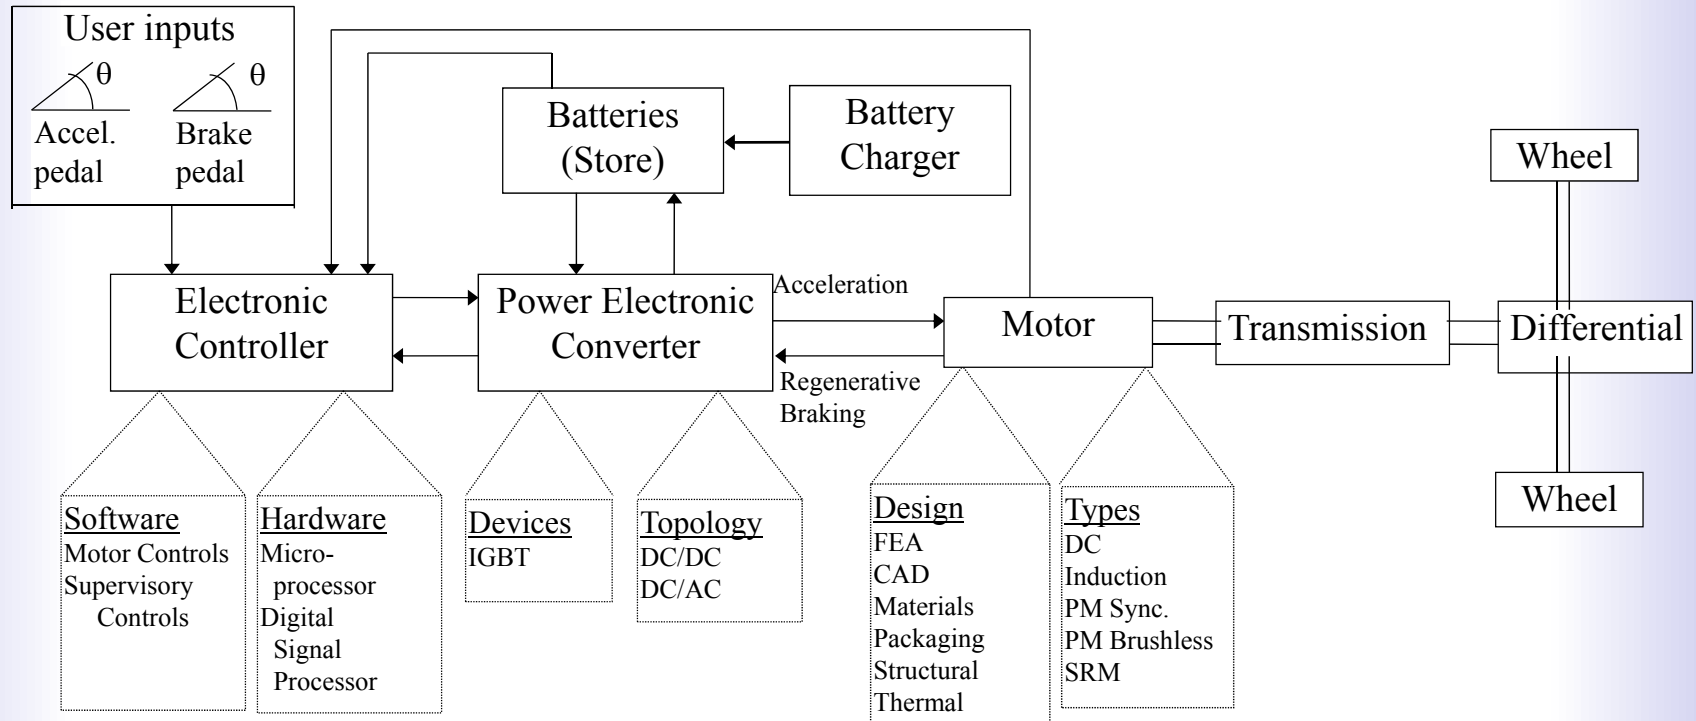 User inputs
θ
θ
Accel.
pedal
Brake
pedal
Batteries
(Store)
Battery
Charger
Wheel
Electronic
Controller
Power Electronic
Converter
Acceleration
Regenerative
Braking
Motor
Transmission
Differential
Wheel
Software
Motor Controls
Supervisory
Controls
Hardware
Micro-
processor
Digital
Signal
Processor
Devices
IGBT
Topology
DC/DC
DC/AC
Design
FEA
CAD
Materials
Packaging
Structural
Thermal
Types
DC
Induction
PM Sync.
PM Brushless
SRM